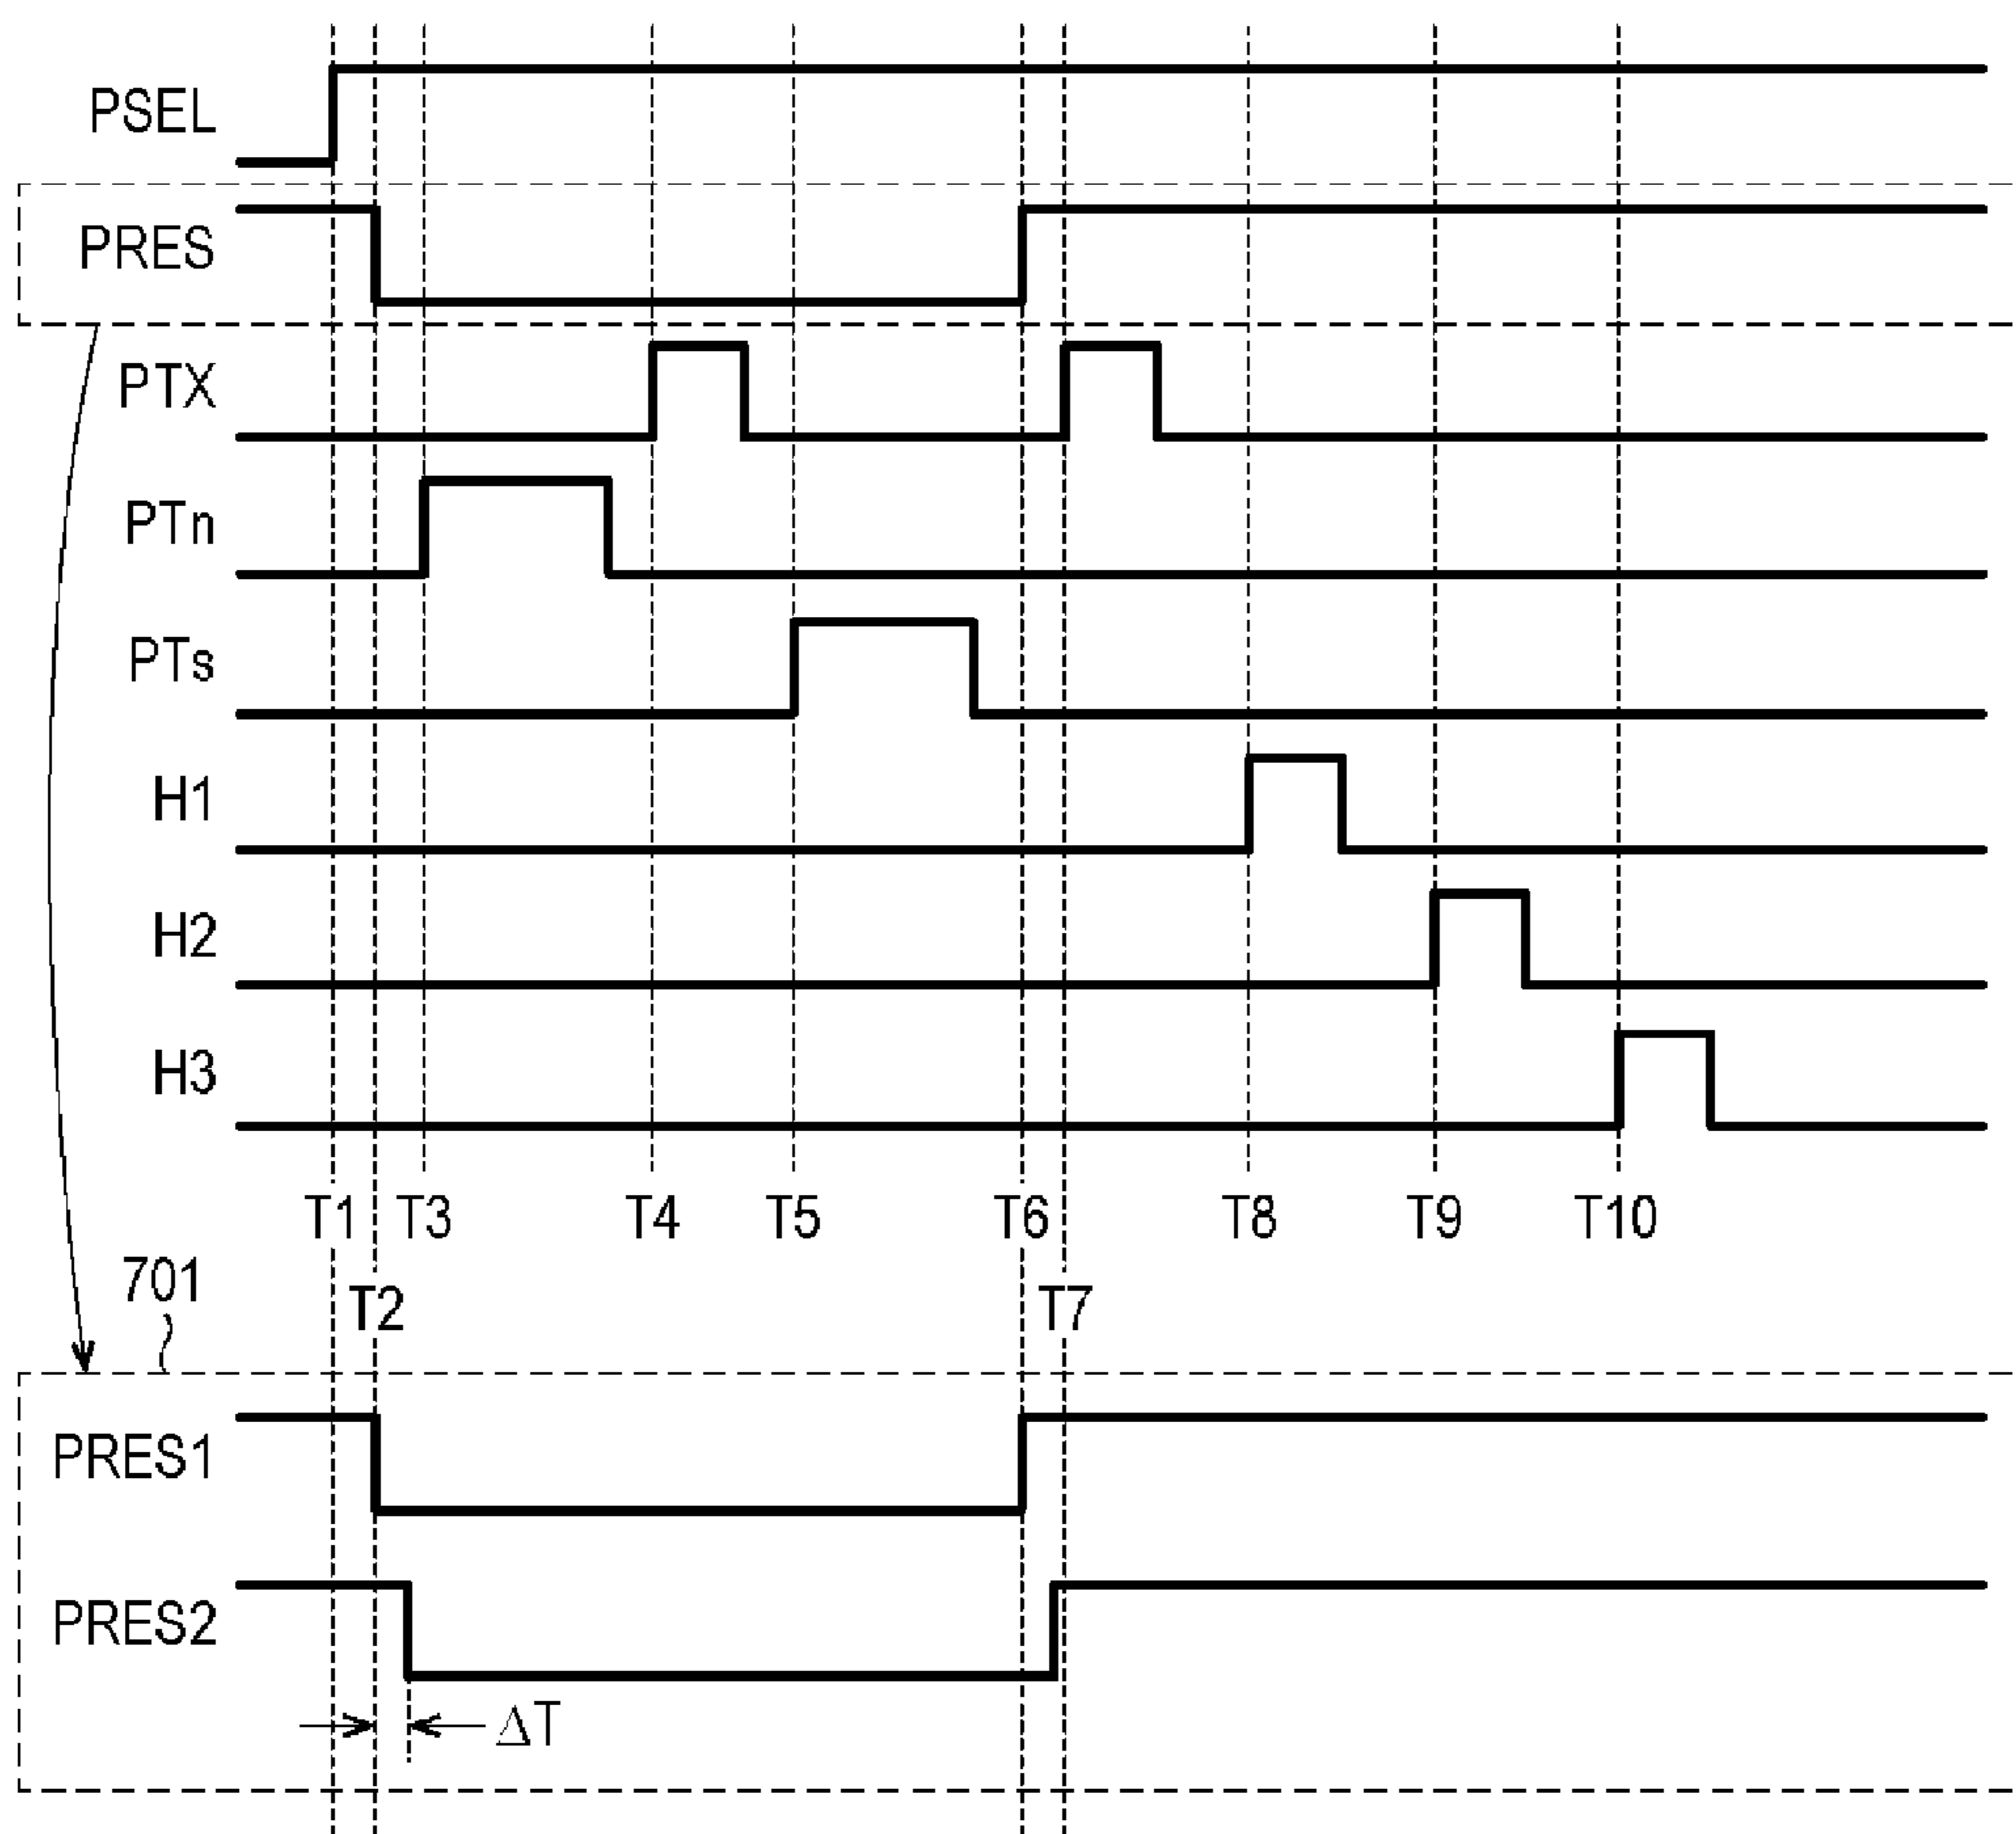 PSEL
PRES
PTX
PTn
PTs
H1
H2
H3
T1 T3 T4 T5 T6 T8 T9 T10
701 T2 T7
PRES1
PRES2
ΔT